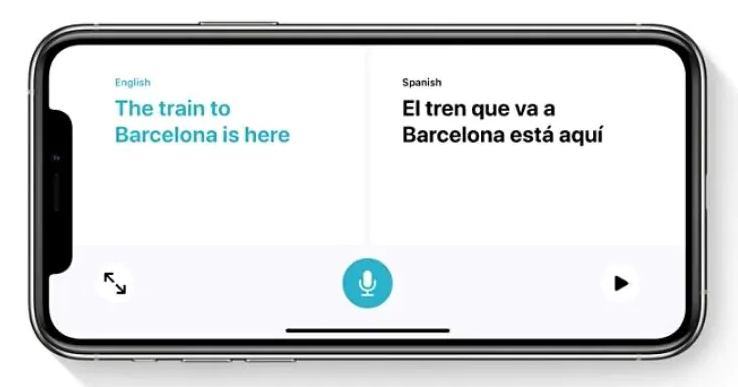 English
The train to
Barcelona is here
Spanish
El tren que va a
Barcelona está aquí